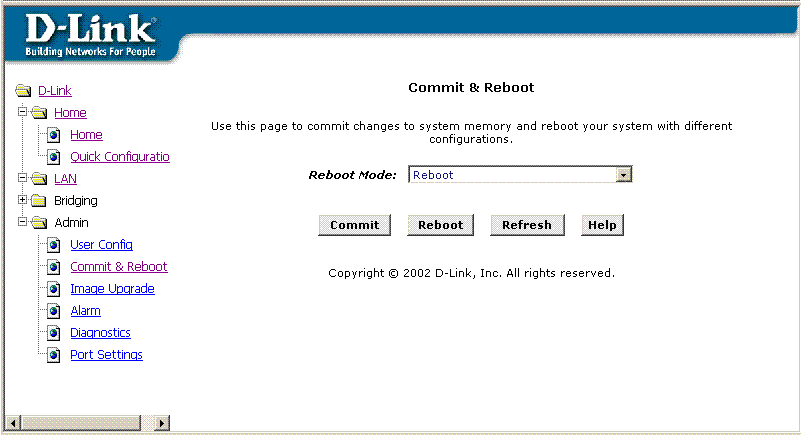 D-Link
Building Networks For People
D-Link
Home
Home
Quick Configuratio
LAN
Bridging
Admin
User Config
Commit & Reboot
Image Upgrade
Alarm
Diagnostics
Port Settings
Commit & Reboot
Use this page to commit changes to system memory and reboot your system with different
configurations.
Reboot Mode: Reboot
Commit Reboot Refresh Help
Copyright © 2002 D-Link, Inc. All rights reserved.